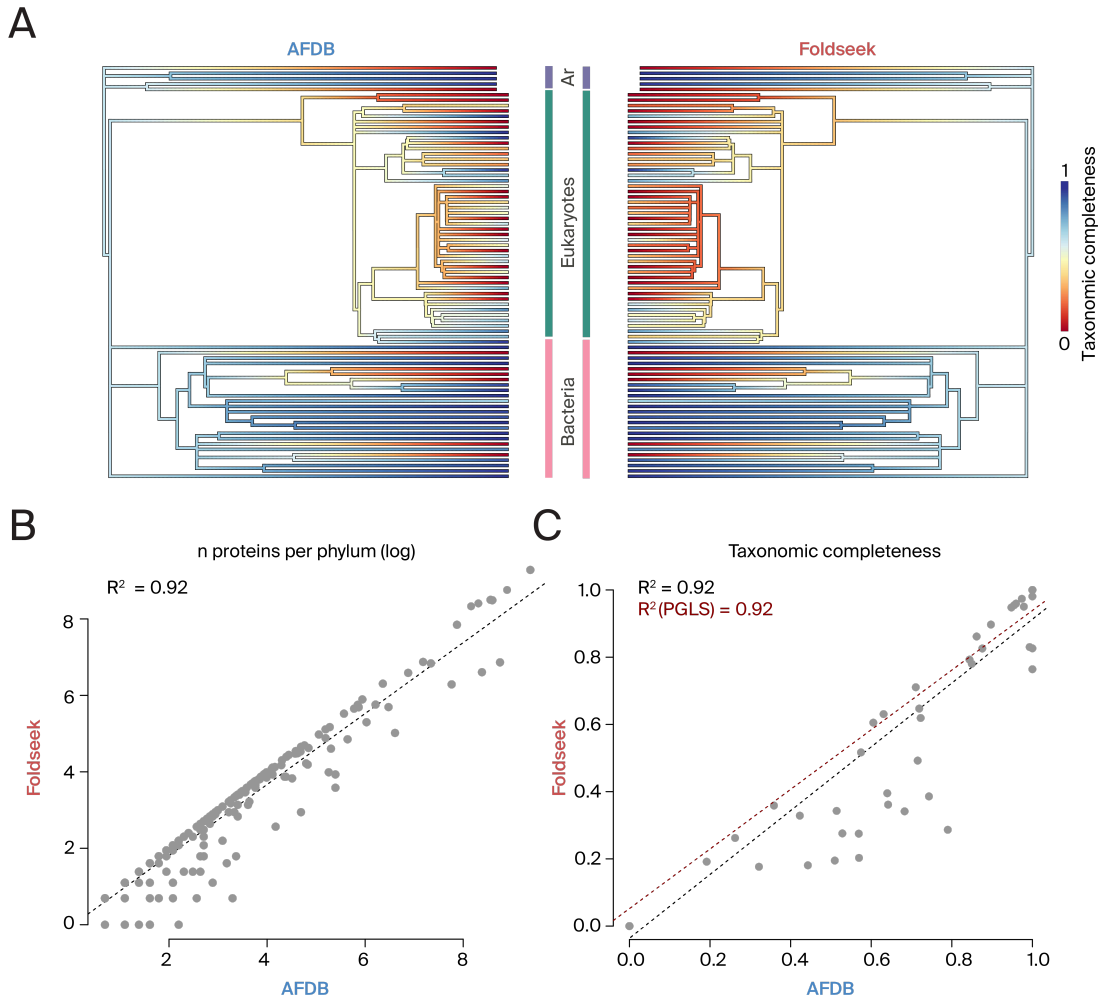 A
AFDB
Foldseek
Ar
Eukaryotes
Bacteria
1
0
Taxonomic completeness
B
n proteins per phylum (log)
R² = 0.92
8
6
4
2
0
Foldseek
2 4 6 8
AFDB
C
Taxonomic completeness
R² = 0.92
R² (PGLS) = 0.92
1.0
0.8
0.6
0.4
0.2
0.0
Foldseek
0.0 0.2 0.4 0.6 0.8 1.0
AFDB